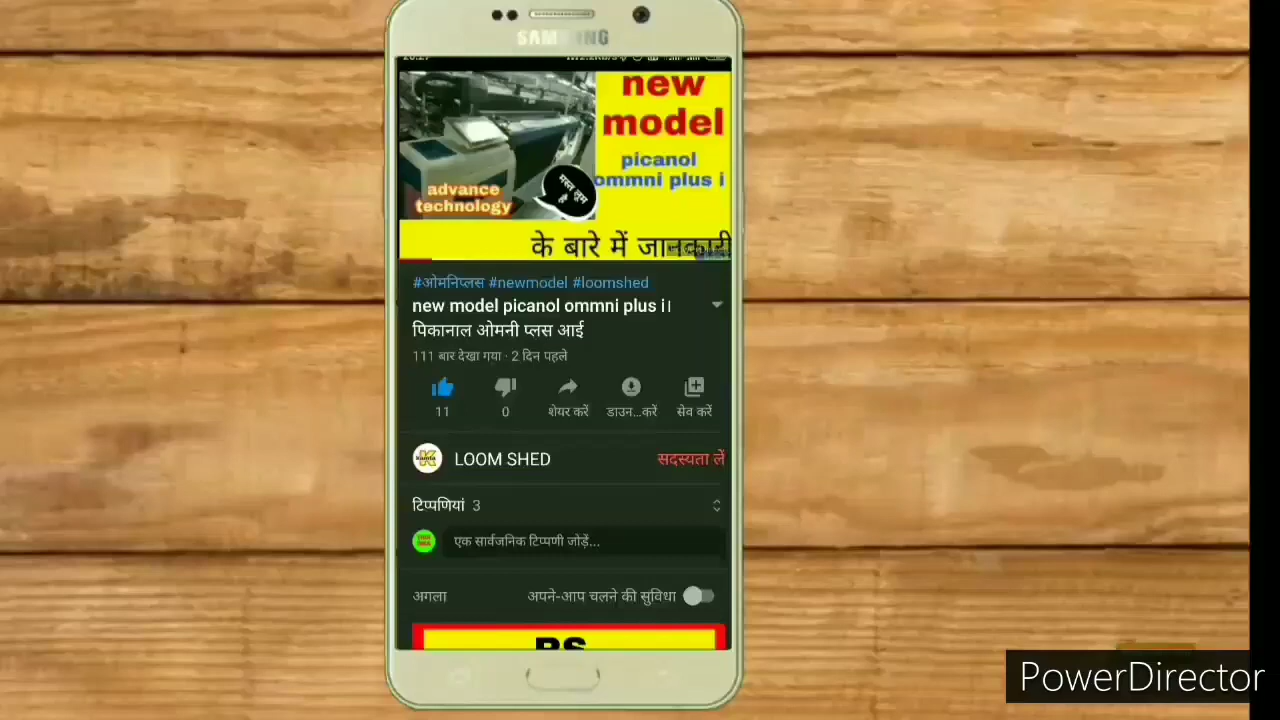 SAMSUNG
new
model
picanol
ommni plus i
advance
technology
मस्त लूम
है
के बारे में जानकारी
#ओमनिप्लस #newmodel #loomshed
new model picanol ommni plus i।
पिकानाल ओमनी प्लस आई
111 बार देखा गया · 2 दिन पहले
11
0
शेयर करें
डाउन...करें
सेव करें
LOOM SHED
सदस्यता लें
टिप्पणियां 3
एक सार्वजनिक टिप्पणी जोड़ें...
अगला
अपने-आप चलने की सुविधा
PowerDirector